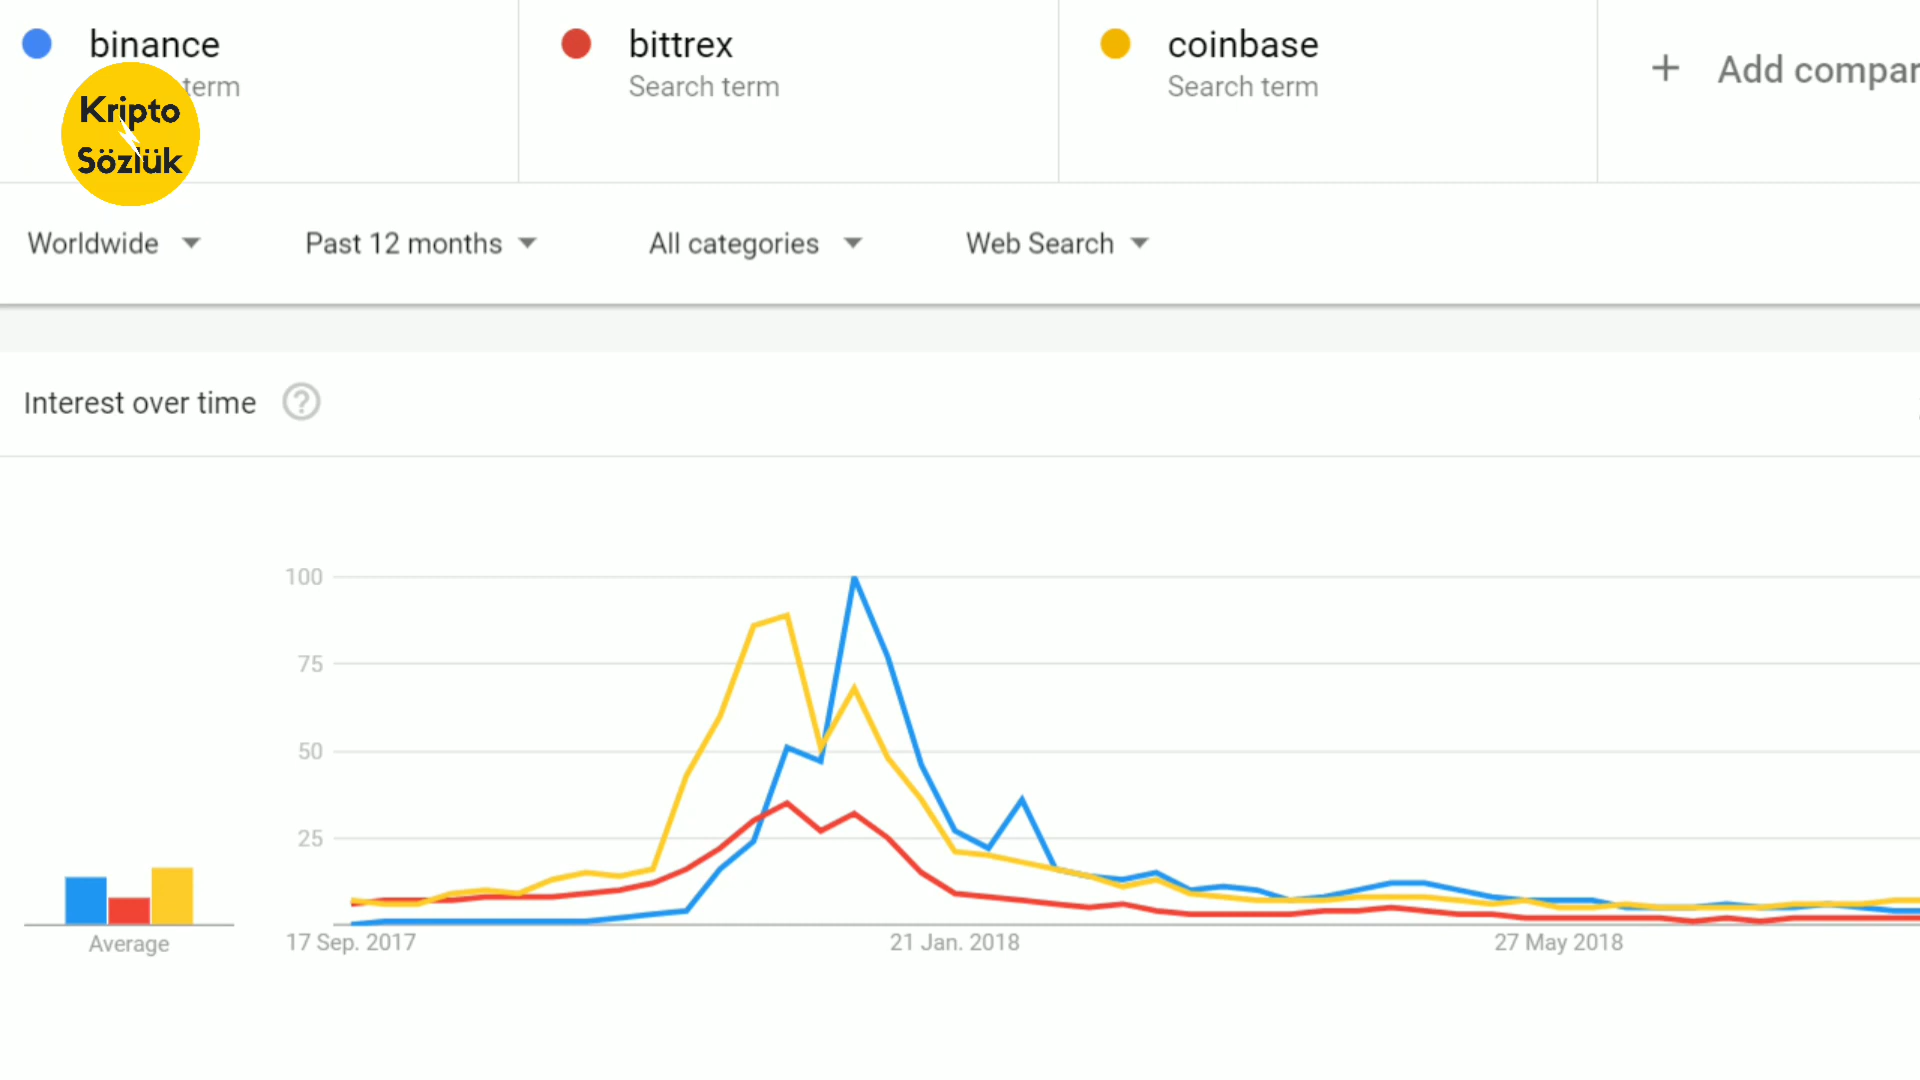 binance
term
bittrex
Search term
coinbase
Search term
+ Add compar
Kripto
Sözlük
Worldwide
Past 12 months
All categories
Web Search
Interest over time ?
100
75
50
25
Average
17 Sep. 2017
21 Jan. 2018
27 May 2018